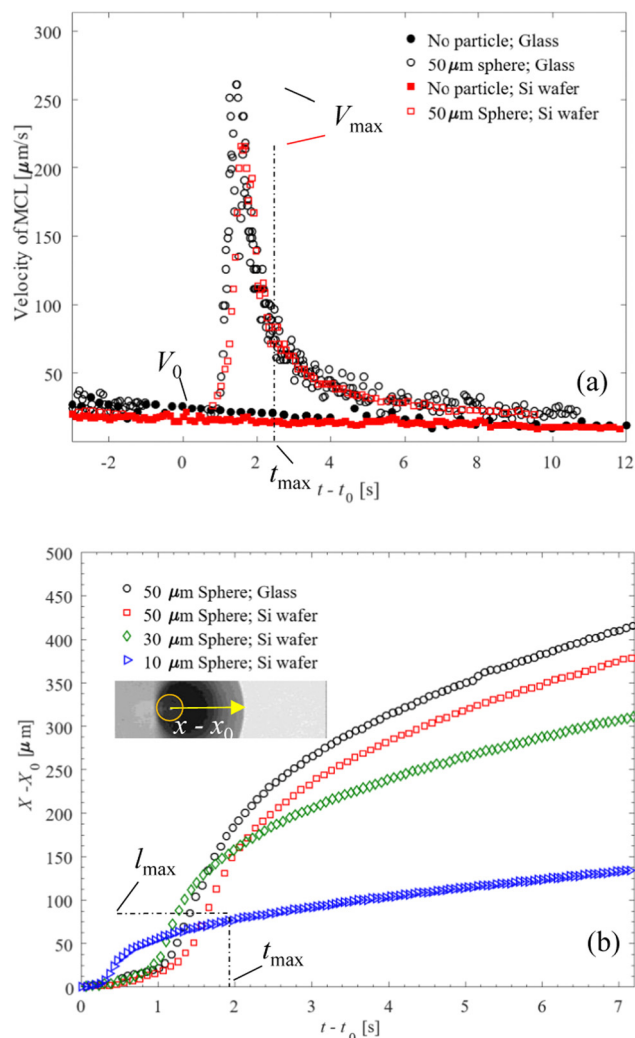 300
No particle; Glass
50 μm sphere; Glass
No particle; Si wafer
50 μm Sphere; Si wafer
250
V_max
200
150
100
50
V_0
(a)
Velocity of MCL [μm/s]
-2 0 2 4 6 8 10 12
t_max
t - t_0 [s]
500
50 μm Sphere; Glass
50 μm Sphere; Si wafer
30 μm Sphere; Si wafer
10 μm Sphere; Si wafer
450
400
350
300
250
200
150
100
50
0
x - x_0
X -X_0 [μm]
l_max
t_max
(b)
0 1 2 3 4 5 6 7
t - t_0 [s]